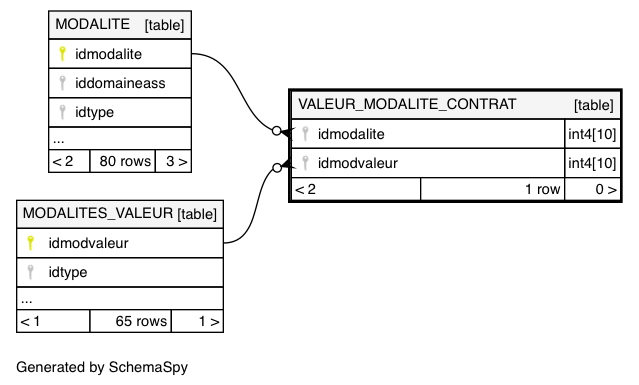 MODALITE [table]
idmodalite
iddomaineass
idtype
...
< 2 80 rows 3 >
VALEUR_MODALITE_CONTRAT [table]
idmodalite int4[10]
idmodvaleur int4[10]
< 2 1 row 0 >
MODALITES_VALEUR [table]
idmodvaleur
idtype
...
< 1 65 rows 1 >
Generated by SchemaSpy